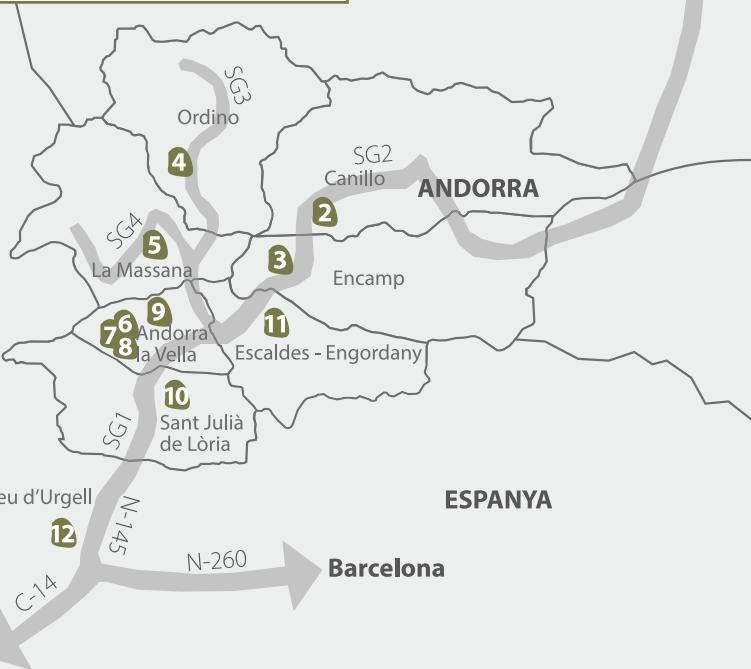 SG3
Ordino
4
SG2
Canillo
ANDORRA
2
SG4
5
La Massana
3
Encamp
9
6
7
8
Andorra
la Vella
11
Escaldes - Engordany
10
Sant Julià
de Lòria
SG1
eu d'Urgell
12
N-145
ESPANYA
N-260
Barcelona
C-14